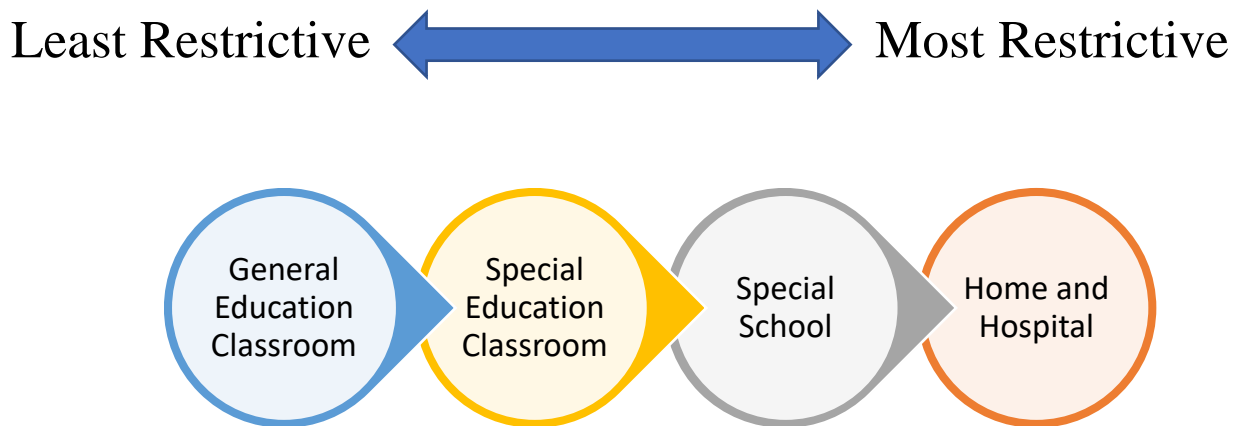 Least Restrictive
Most Restrictive
General
Education
Classroom
Special
Education
Classroom
Special
School
Home and
Hospital